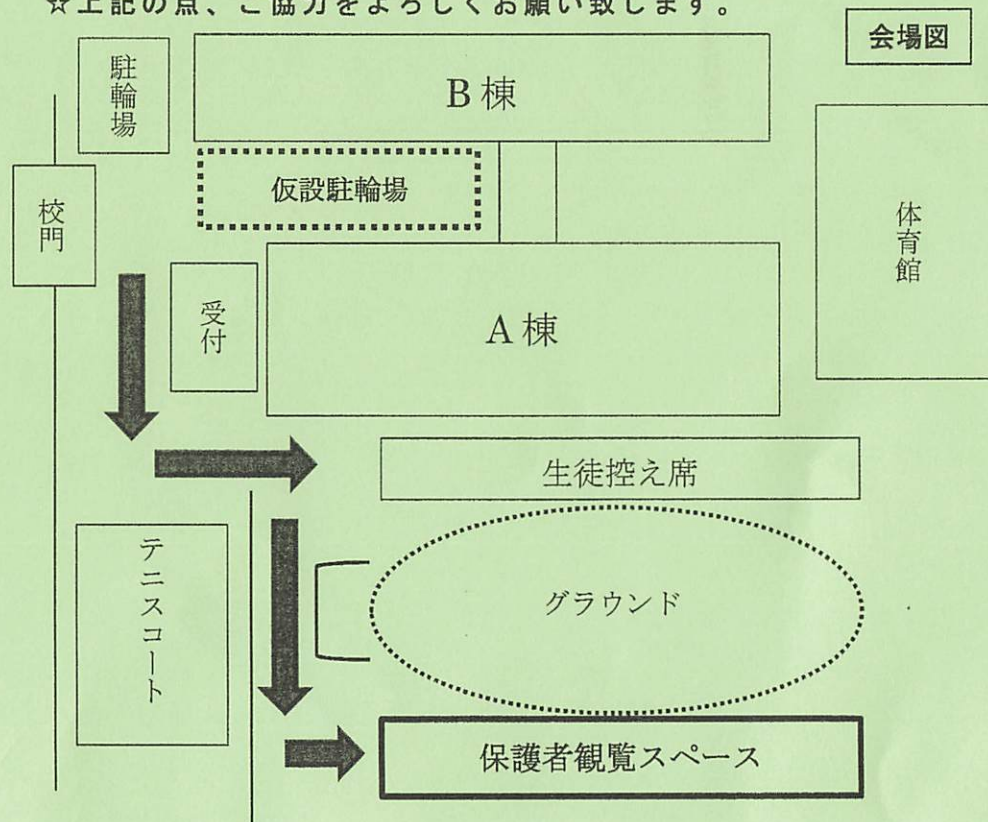 ☆上記の点、ご協力をよろしくお願い致します。
会場図
駐輪場
B棟
仮設駐輪場
校門
体育館
受付
A棟
生徒控え席
テニスコート
グラウンド
保護者観覧スペース